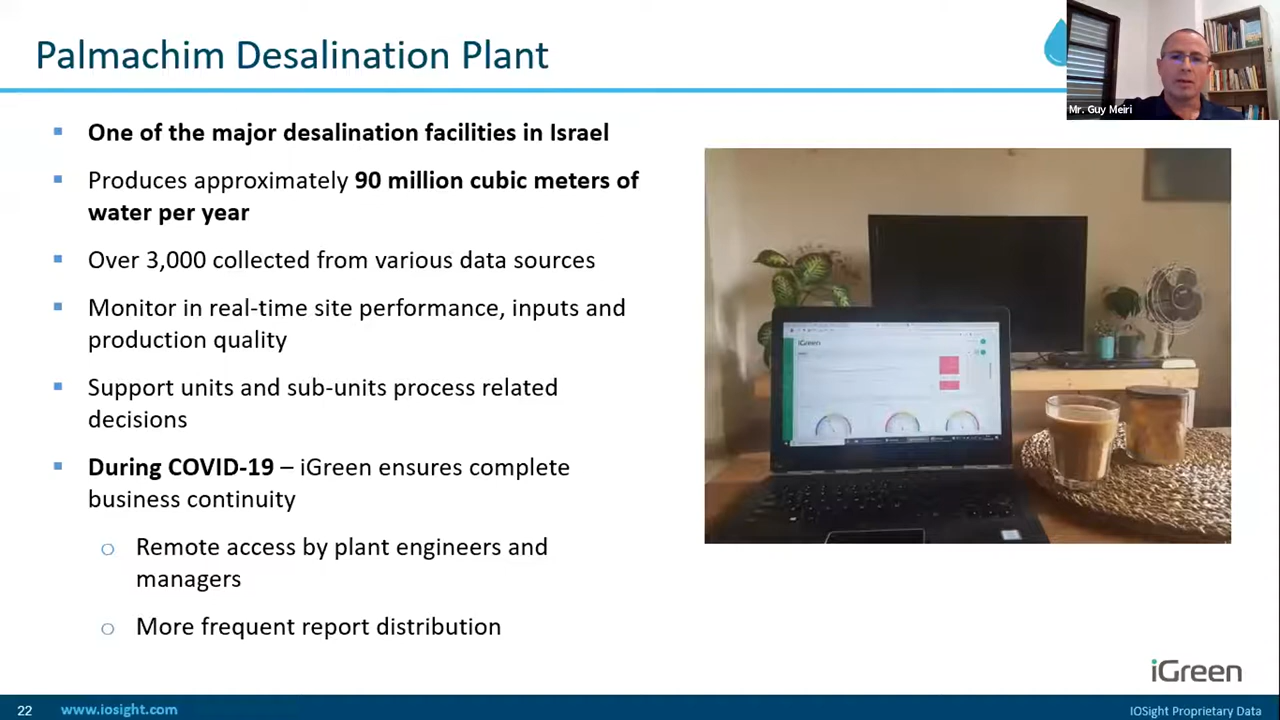 Palmachim Desalination Plant
Mr. Guy Meiri
▪ One of the major desalination facilities in Israel
▪ Produces approximately 90 million cubic meters of
water per year
▪ Over 3,000 collected from various data sources
▪ Monitor in real-time site performance, inputs and
production quality
▪ Support units and sub-units process related
decisions
▪ During COVID-19 – iGreen ensures complete
business continuity
o Remote access by plant engineers and
managers
o More frequent report distribution
iGreen
iGreen
22
www.iosight.com
IOSight Proprietary Data